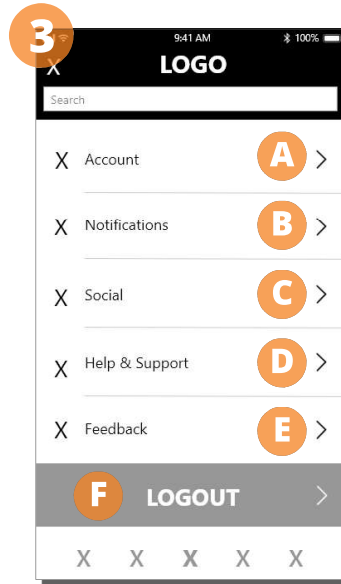 3
9:41 AM 100%
X LOGO
Search
X Account A >
X Notifications B >
X Social C >
X Help & Support D >
X Feedback E >
F LOGOUT >
X X X X X